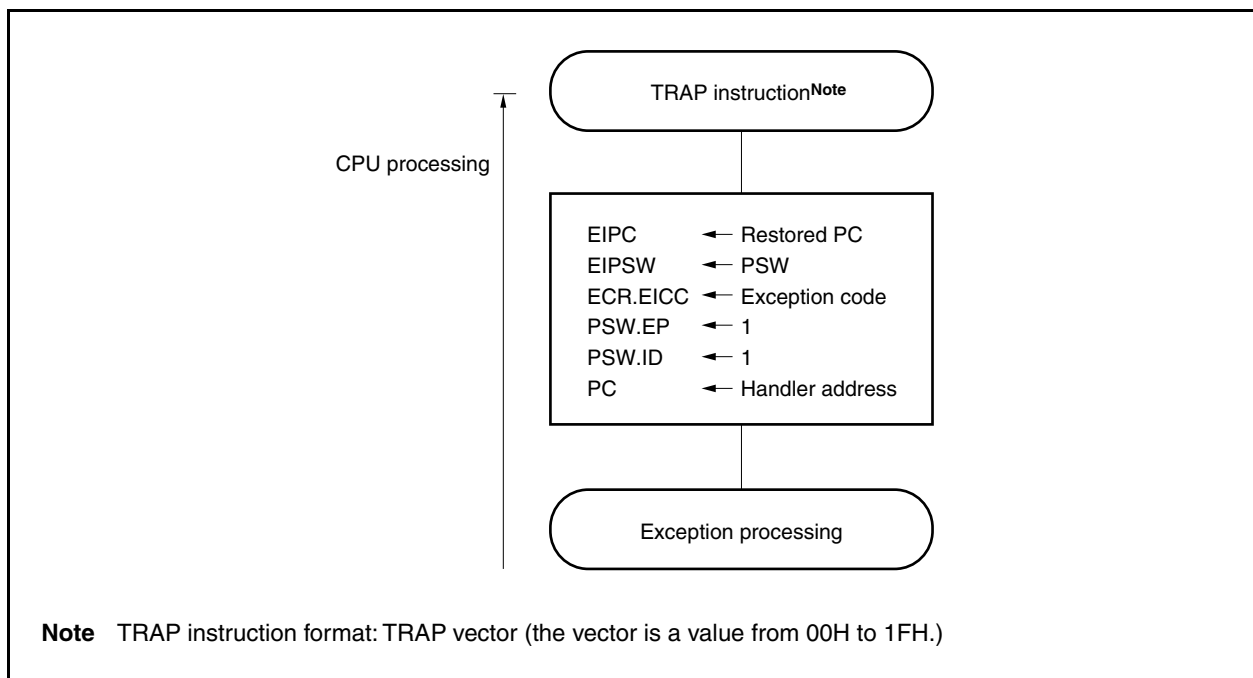 TRAP instructionNote
CPU processing
EIPC ← Restored PC
EIPSW ← PSW
ECR.EICC ← Exception code
PSW.EP ← 1
PSW.ID ← 1
PC ← Handler address
Exception processing
Note TRAP instruction format: TRAP vector (the vector is a value from 00H to 1FH.)